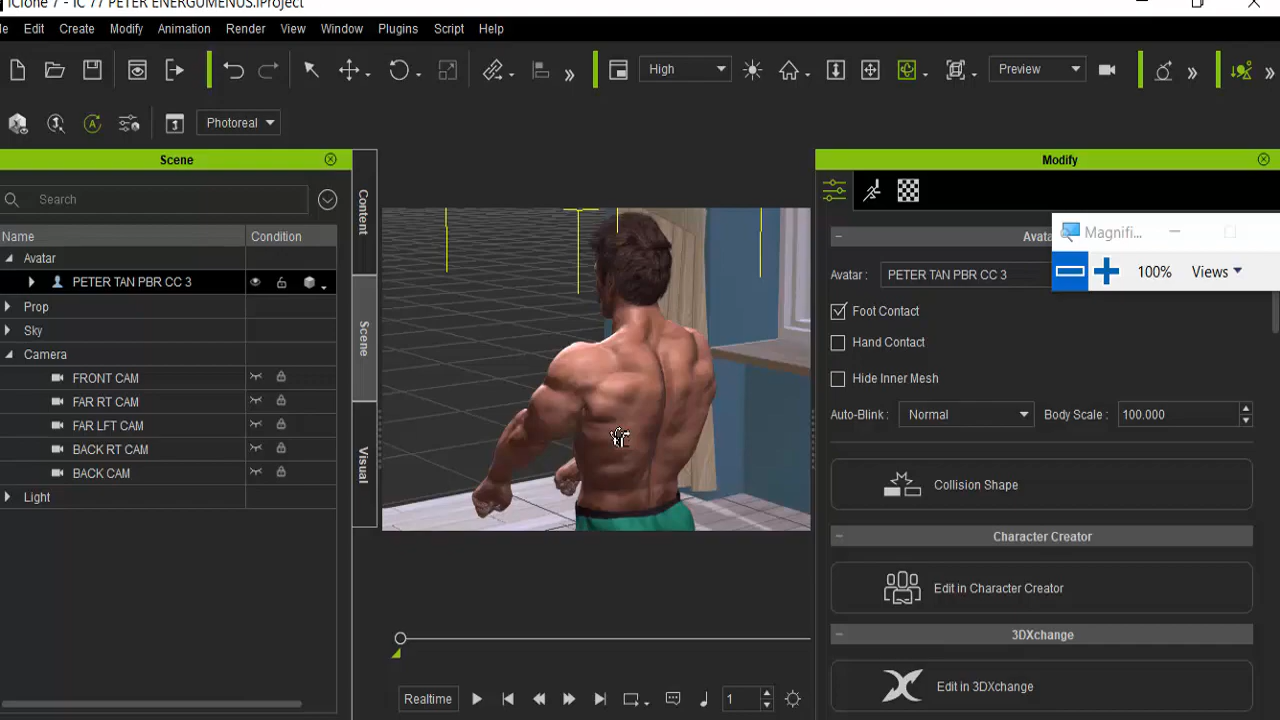 iClone 7 - IC 77 PETER ENERGUMENUS.iProject
Edit Create Modify Animation Render View Window Plugins Script Help
High
Preview
Photoreal
Scene
Search
Name Condition
Avatar
PETER TAN PBR CC 3
Prop
Sky
Camera
FRONT CAM
FAR RT CAM
FAR LFT CAM
BACK RT CAM
BACK CAM
Light
Content
Scene
Visual
Realtime
1
Modify
Avata
Avatar : PETER TAN PBR CC 3
Foot Contact
Hand Contact
Hide Inner Mesh
Auto-Blink : Normal Body Scale : 100.000
Collision Shape
Character Creator
Edit in Character Creator
3DXchange
Edit in 3DXchange
Magnifi...
100% Views